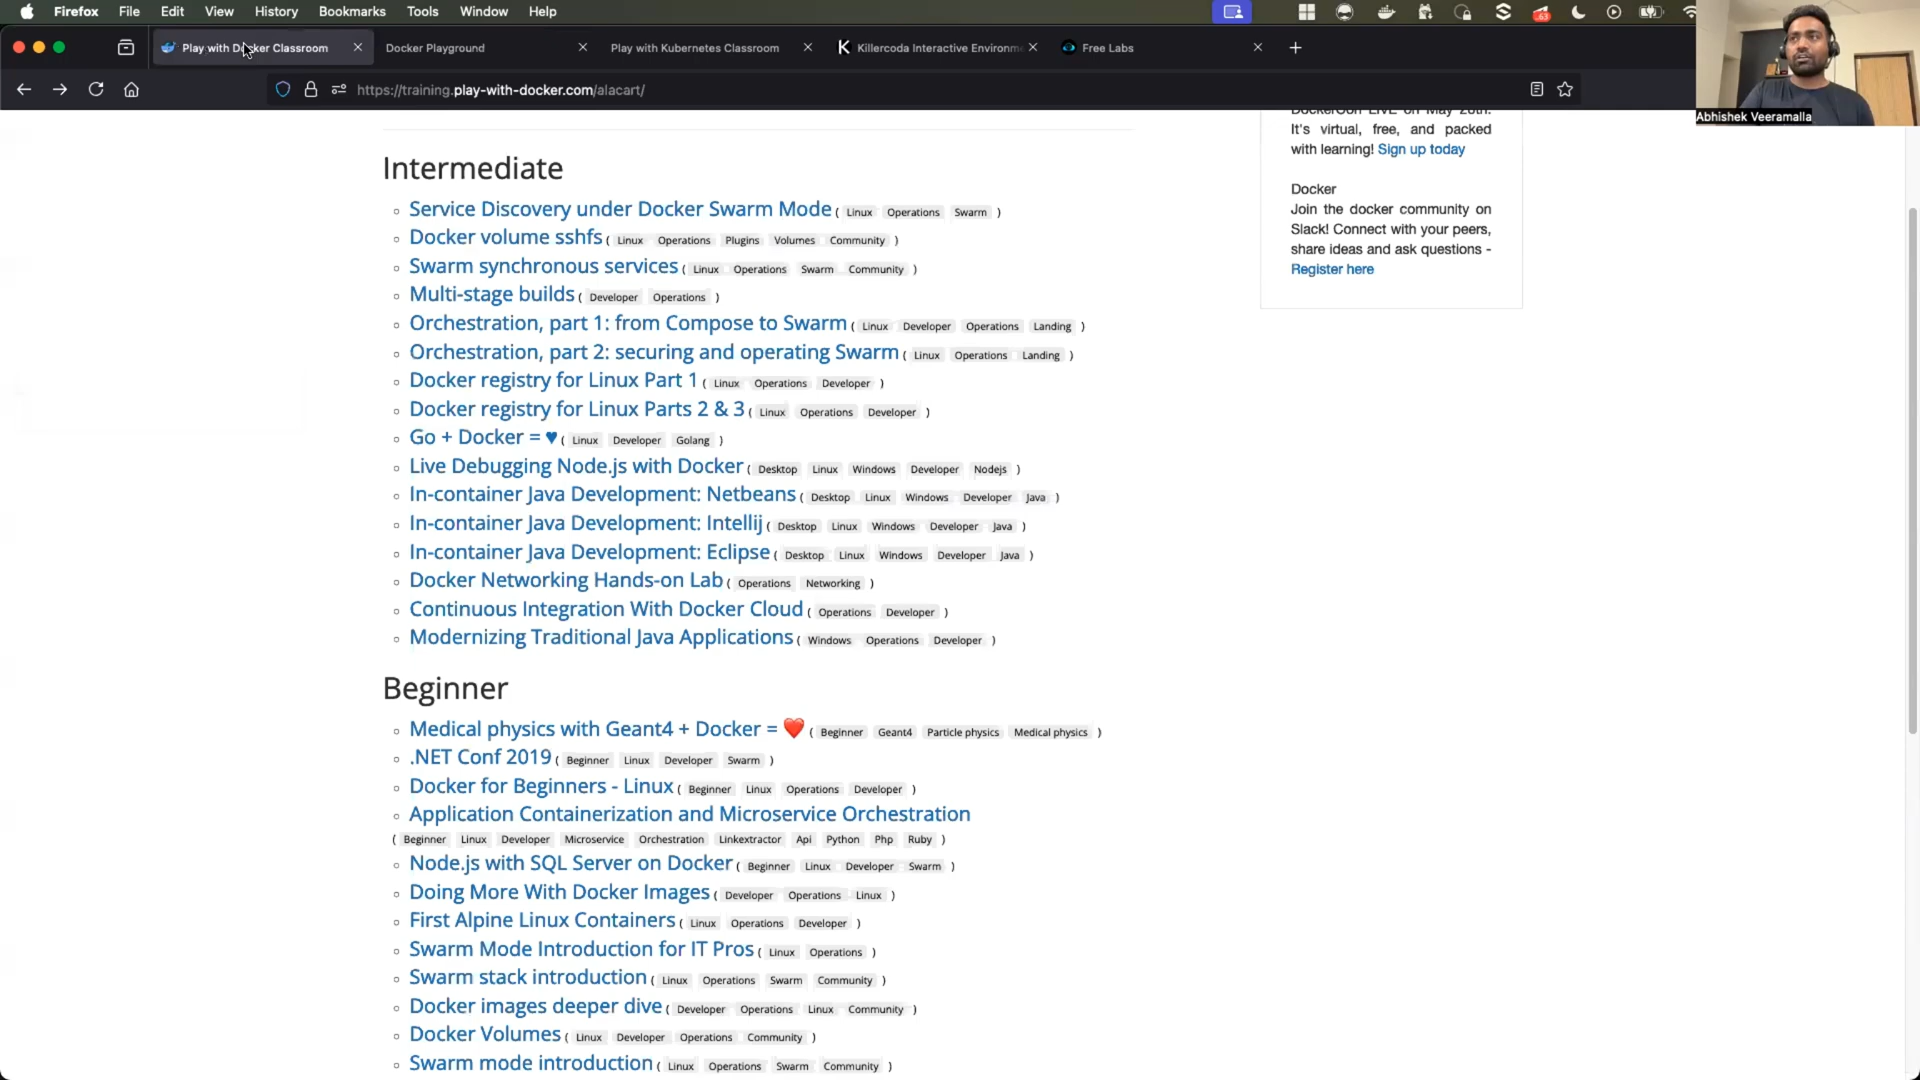 Firefox File Edit View History Bookmarks Tools Window Help
Play with Docker Classroom Docker Playground Play with Kubernetes Classroom Killercoda Interactive Environm Free Labs
https://training.play-with-docker.com/alacart/
Abhishek Veeramalla
DockerCon LIVE on May 28th.
It's virtual, free, and packed
with learning! Sign up today
Docker
Join the docker community on
Slack! Connect with your peers,
share ideas and ask questions -
Register here
Intermediate
Service Discovery under Docker Swarm Mode ( Linux Operations Swarm )
Docker volume sshfs ( Linux Operations Plugins Volumes Community )
Swarm synchronous services ( Linux Operations Swarm Community )
Multi-stage builds ( Developer Operations )
Orchestration, part 1: from Compose to Swarm ( Linux Developer Operations Landing )
Orchestration, part 2: securing and operating Swarm ( Linux Operations Landing )
Docker registry for Linux Part 1 ( Linux Operations Developer )
Docker registry for Linux Parts 2 & 3 ( Linux Operations Developer )
Go + Docker = ♥ ( Linux Developer Golang )
Live Debugging Node.js with Docker ( Desktop Linux Windows Developer Nodejs )
In-container Java Development: Netbeans ( Desktop Linux Windows Developer Java )
In-container Java Development: Intellij ( Desktop Linux Windows Developer Java )
In-container Java Development: Eclipse ( Desktop Linux Windows Developer Java )
Docker Networking Hands-on Lab ( Operations Networking )
Continuous Integration With Docker Cloud ( Operations Developer )
Modernizing Traditional Java Applications ( Windows Operations Developer )
Beginner
Medical physics with Geant4 + Docker = ❤️ ( Beginner Geant4 Particle physics Medical physics )
.NET Conf 2019 ( Beginner Linux Developer Swarm )
Docker for Beginners - Linux ( Beginner Linux Operations Developer )
Application Containerization and Microservice Orchestration
( Beginner Linux Developer Microservice Orchestration Linkextractor Api Python Php Ruby )
Node.js with SQL Server on Docker ( Beginner Linux Developer Swarm )
Doing More With Docker Images ( Developer Operations Linux )
First Alpine Linux Containers ( Linux Operations Developer )
Swarm Mode Introduction for IT Pros ( Linux Operations )
Swarm stack introduction ( Linux Operations Swarm Community )
Docker images deeper dive ( Developer Operations Linux Community )
Docker Volumes ( Linux Developer Operations Community )
Swarm mode introduction ( Linux Operations Swarm Community )